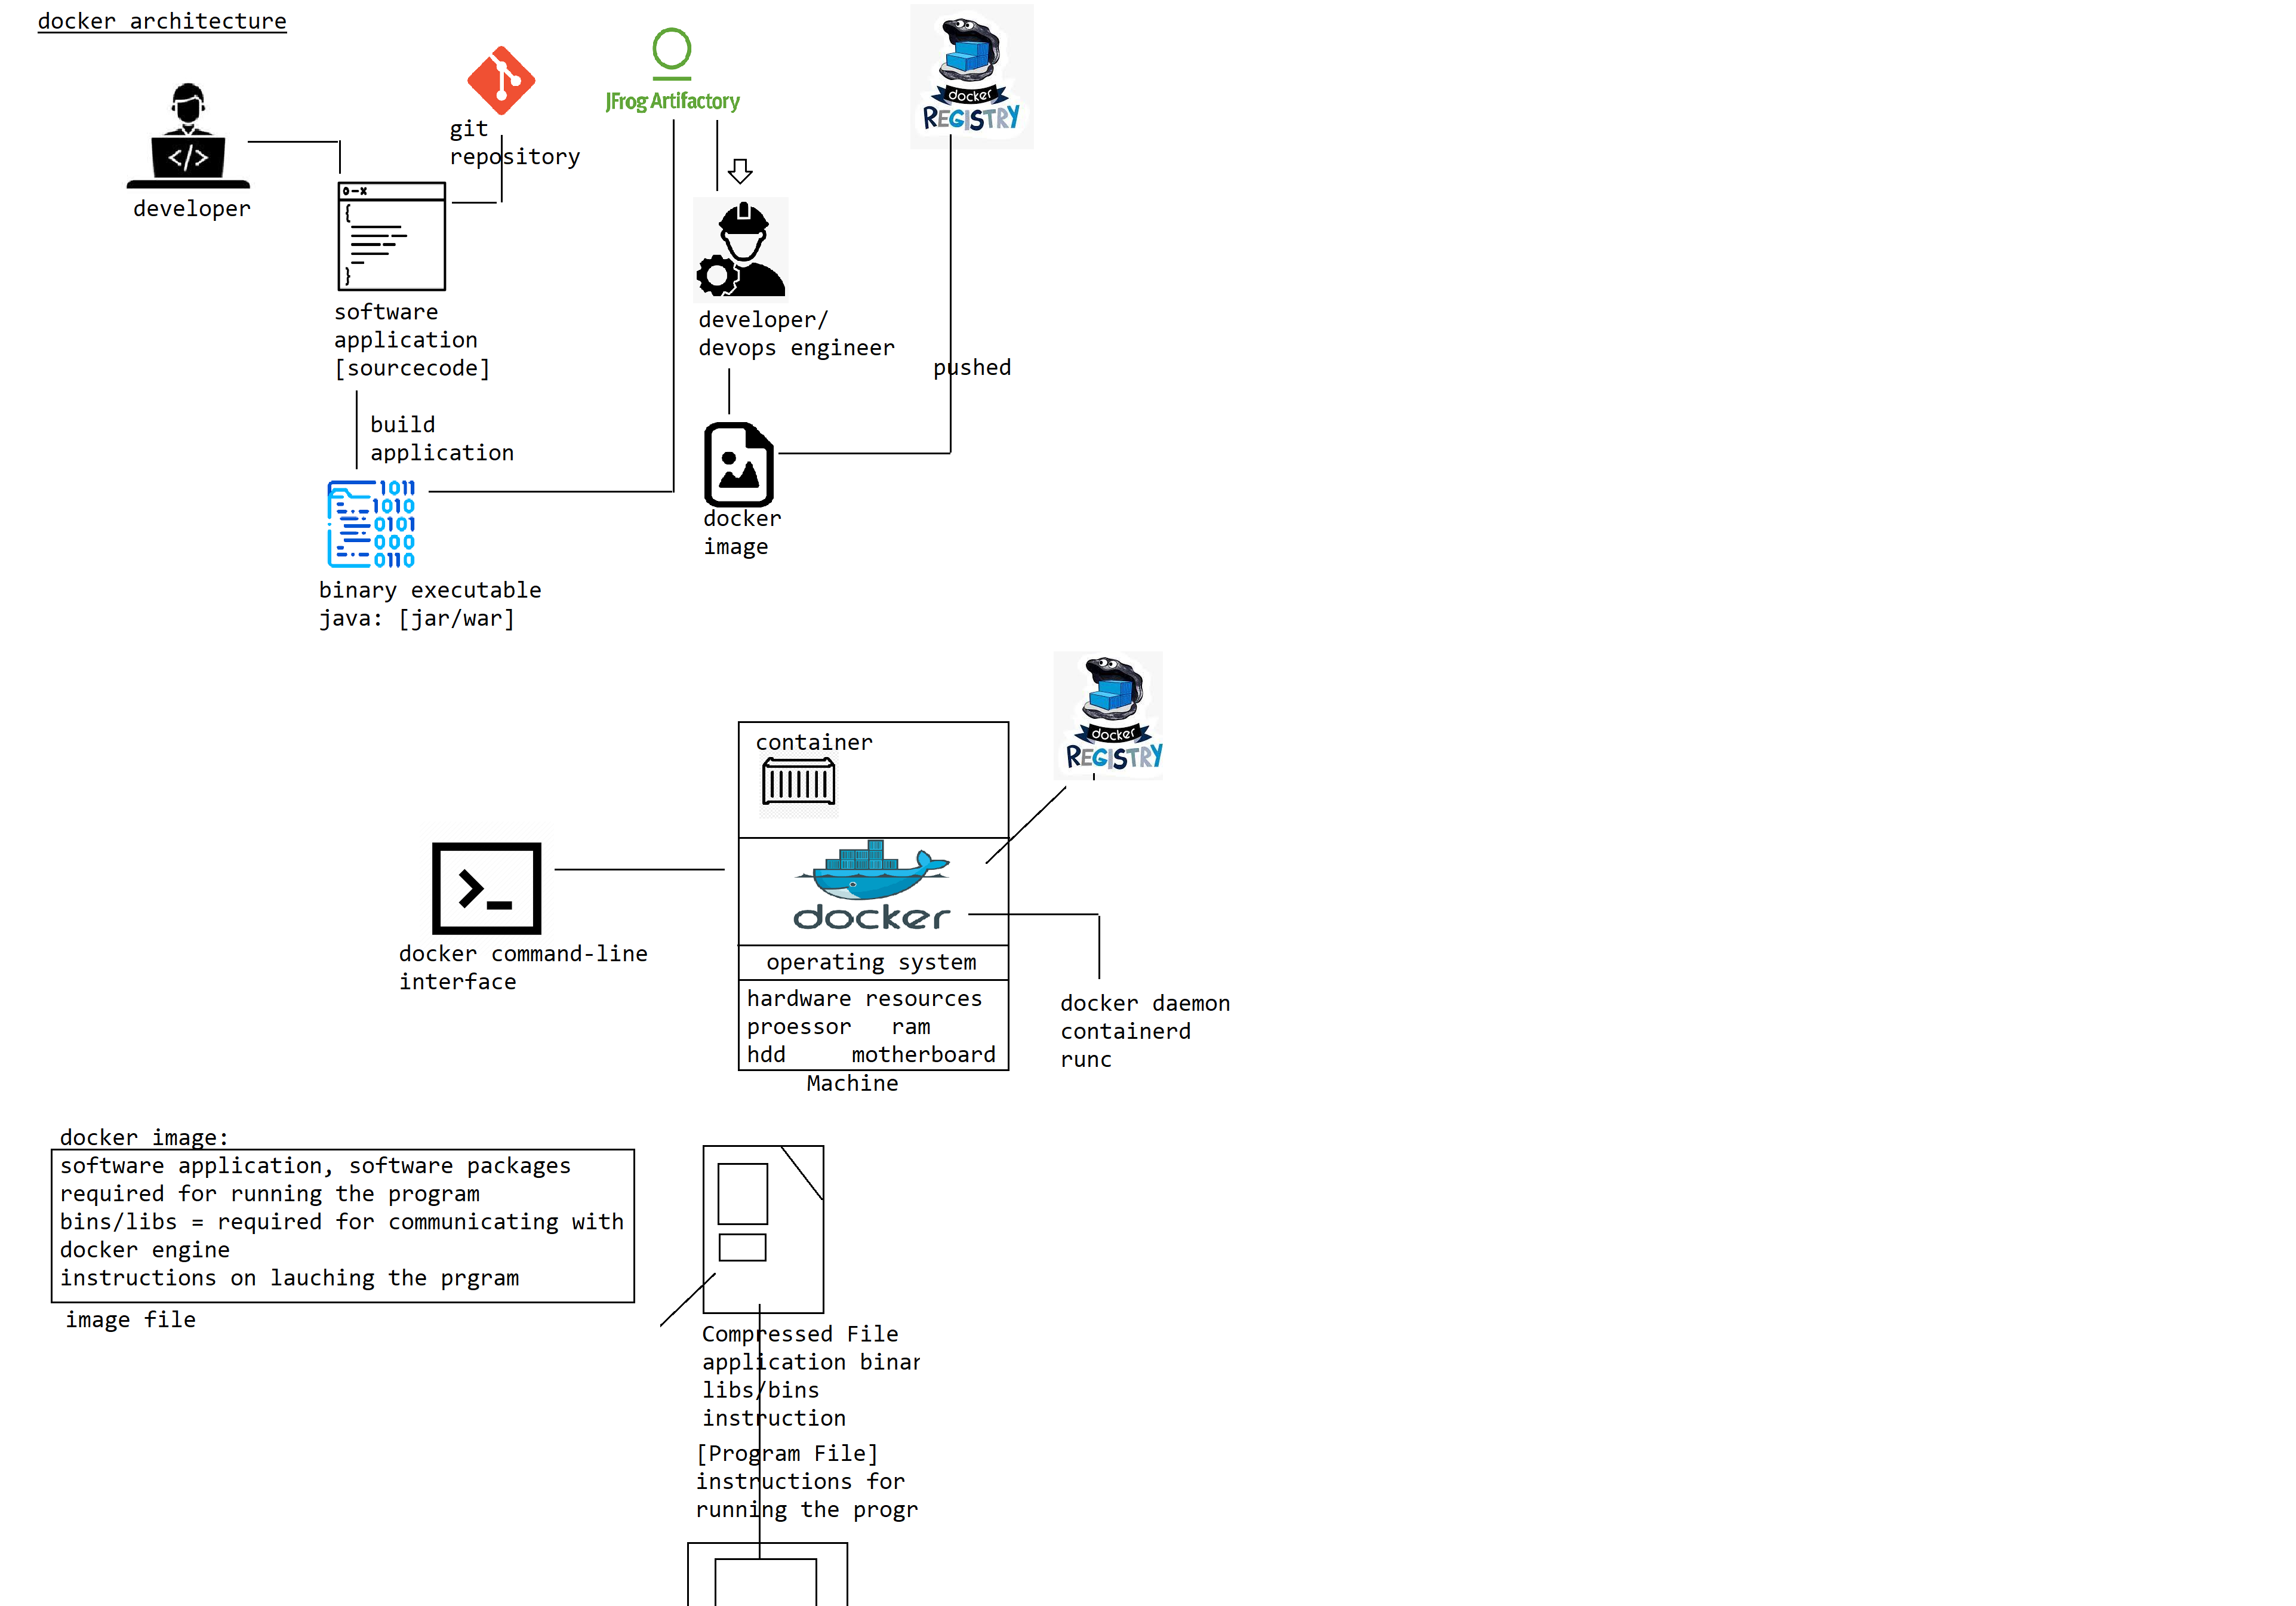 docker architecture
git
repository
JFrog Artifactory
docker
REGISTRY
developer
</>
o-x
{
}
software
application
[sourcecode]
developer/
devops engineer
pushed
build
application
1011
1010
0101
000
0110
docker
image
binary executable
java: [jar/war]
docker
REGISTRY
container
docker
>_
docker command-line
interface
operating system
hardware resources
proessor ram
hdd motherboard
Machine
docker daemon
containerd
runc
docker image:
software application, software packages
required for running the program
bins/libs = required for communicating with
docker engine
instructions on lauching the prgram
image file
Compressed File
application binar
libs/bins
instruction
[Program File]
instructions for
running the progr